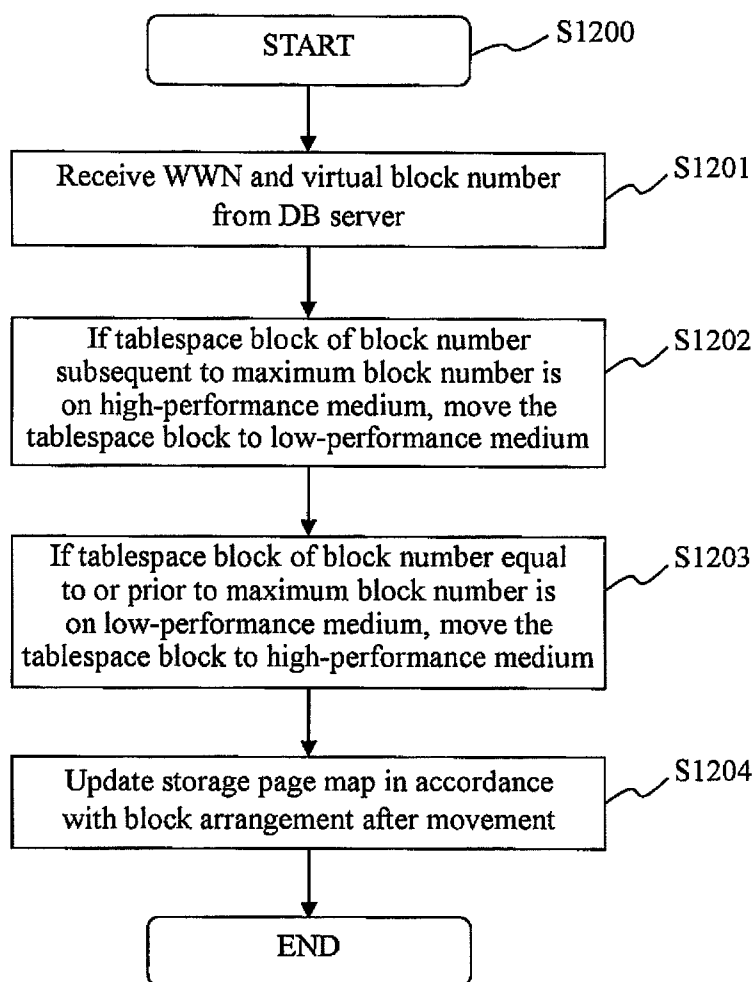 START
S1200
Receive WWN and virtual block number
from DB server
S1201
If tablespace block of block number
subsequent to maximum block number is
on high-performance medium, move the
tablespace block to low-performance medium
S1202
If tablespace block of block number equal
to or prior to maximum block number is
on low-performance medium, move the
tablespace block to high-performance medium
S1203
Update storage page map in accordance
with block arrangement after movement
S1204
END